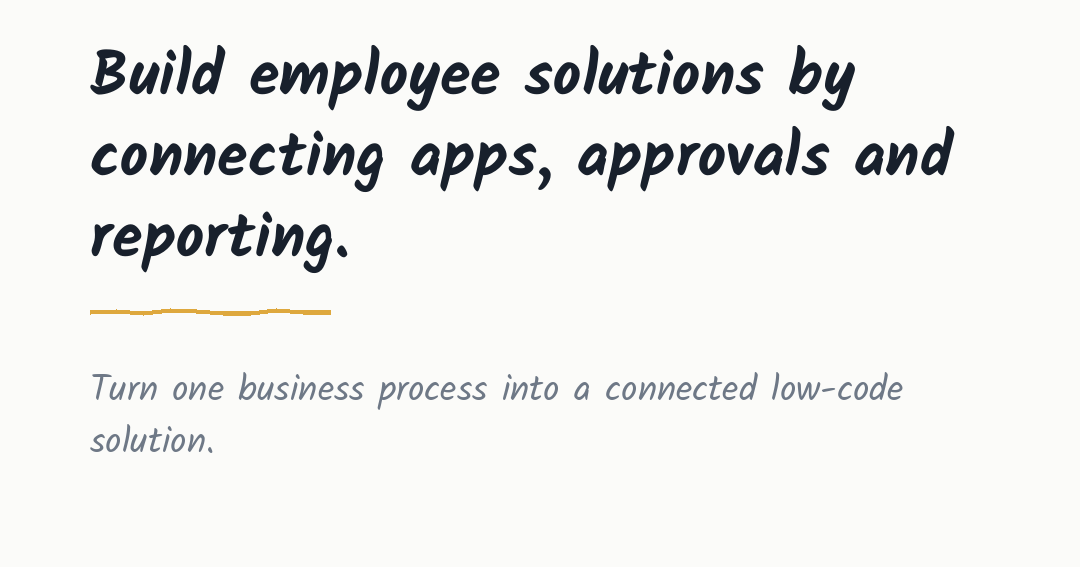 Build employee solutions by
connecting apps, approvals and
reporting.
Turn one business process into a connected low-code
solution.